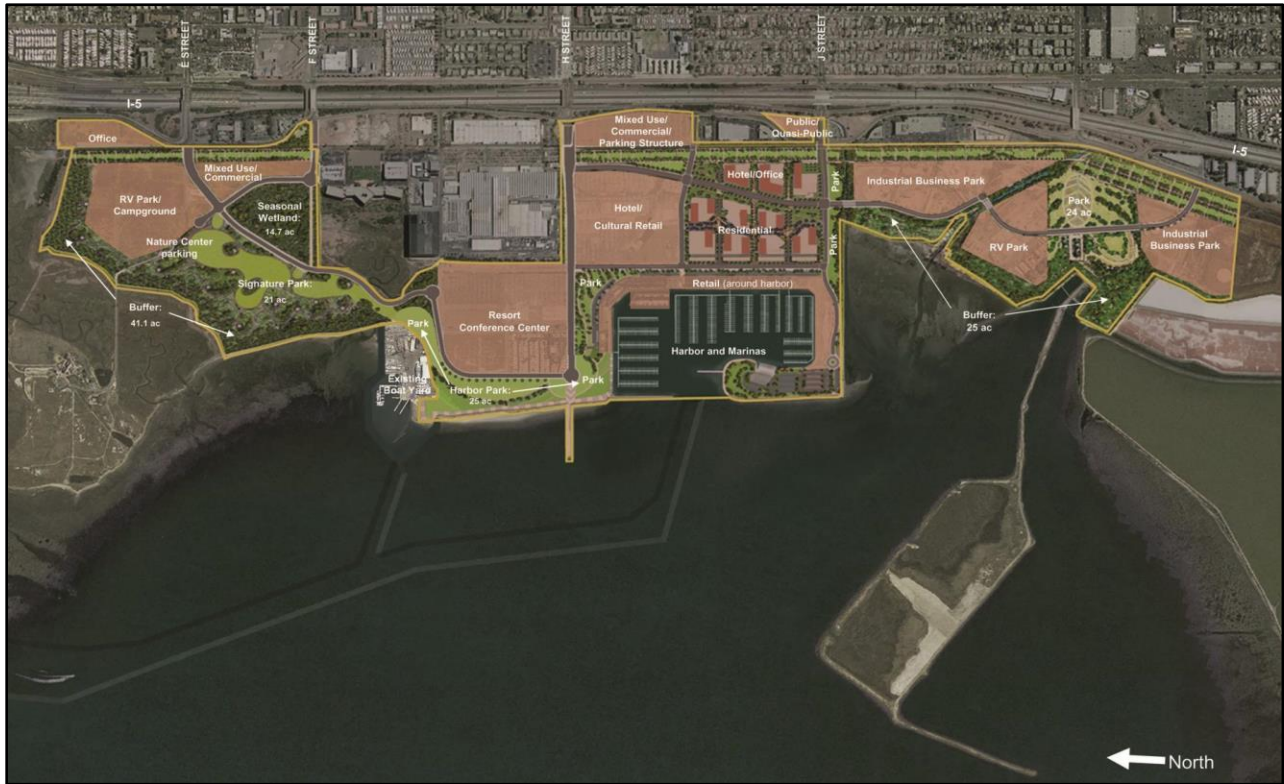 E STREET
F STREET
H STREET
J STREET
I-5
I-5
Office
Mixed Use/
Commercial
RV Park/
Campground
Seasonal
Wetland:
14.7 ac
Nature Center
parking
Signature Park:
21 ac
Buffer:
41.1 ac
Park
Existing
Boat Yard
Harbor Park:
25 ac
Resort
Conference Center
Mixed Use/
Commercial/
Parking Structure
Hotel/
Cultural Retail
Park
Park
Public/
Quasi-Public
Hotel/Office
Residential
Retail (around harbor)
Harbor and Marinas
Park
Park
Industrial Business Park
RV Park
Park
24 ac
Industrial
Business Park
Buffer:
25 ac
North